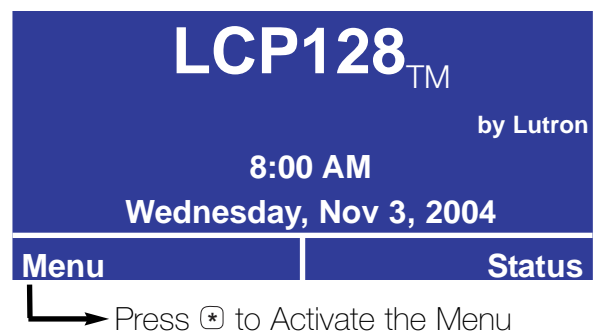 LCP128™
by Lutron
8:00 AM
Wednesday, Nov 3, 2004
Menu Status
Press * to Activate the Menu